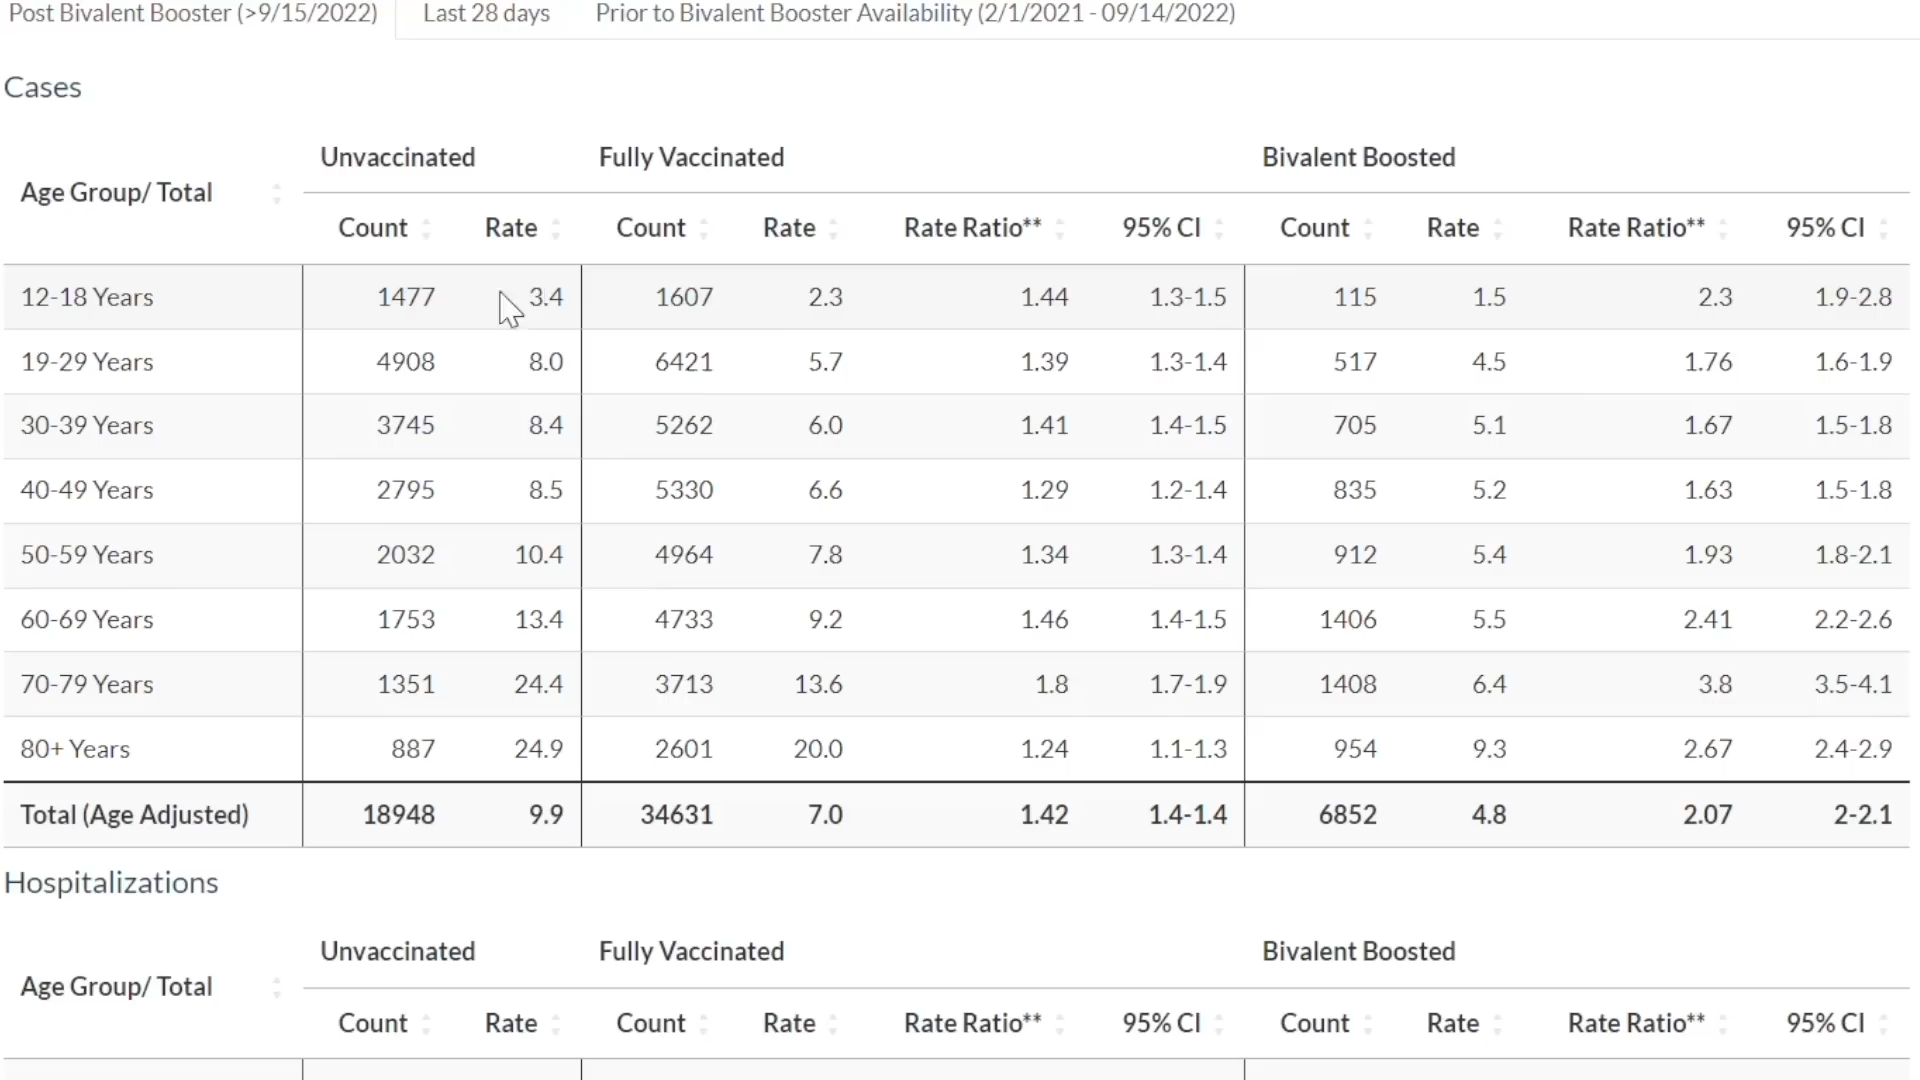 Post Bivalent Booster (>9/15/2022) Last 28 days Prior to Bivalent Booster Availability (2/1/2021 - 09/14/2022)
Cases
Unvaccinated Fully Vaccinated Bivalent Boosted
Age Group/ Total
Count Rate Count Rate Rate Ratio** 95% CI Count Rate Rate Ratio** 95% CI
12-18 Years 1477 3.4 1607 2.3 1.44 1.3-1.5 115 1.5 2.3 1.9-2.8
19-29 Years 4908 8.0 6421 5.7 1.39 1.3-1.4 517 4.5 1.76 1.6-1.9
30-39 Years 3745 8.4 5262 6.0 1.41 1.4-1.5 705 5.1 1.67 1.5-1.8
40-49 Years 2795 8.5 5330 6.6 1.29 1.2-1.4 835 5.2 1.63 1.5-1.8
50-59 Years 2032 10.4 4964 7.8 1.34 1.3-1.4 912 5.4 1.93 1.8-2.1
60-69 Years 1753 13.4 4733 9.2 1.46 1.4-1.5 1406 5.5 2.41 2.2-2.6
70-79 Years 1351 24.4 3713 13.6 1.8 1.7-1.9 1408 6.4 3.8 3.5-4.1
80+ Years 887 24.9 2601 20.0 1.24 1.1-1.3 954 9.3 2.67 2.4-2.9
Total (Age Adjusted) 18948 9.9 34631 7.0 1.42 1.4-1.4 6852 4.8 2.07 2-2.1
Hospitalizations
Unvaccinated Fully Vaccinated Bivalent Boosted
Age Group/ Total
Count Rate Count Rate Rate Ratio** 95% CI Count Rate Rate Ratio** 95% CI